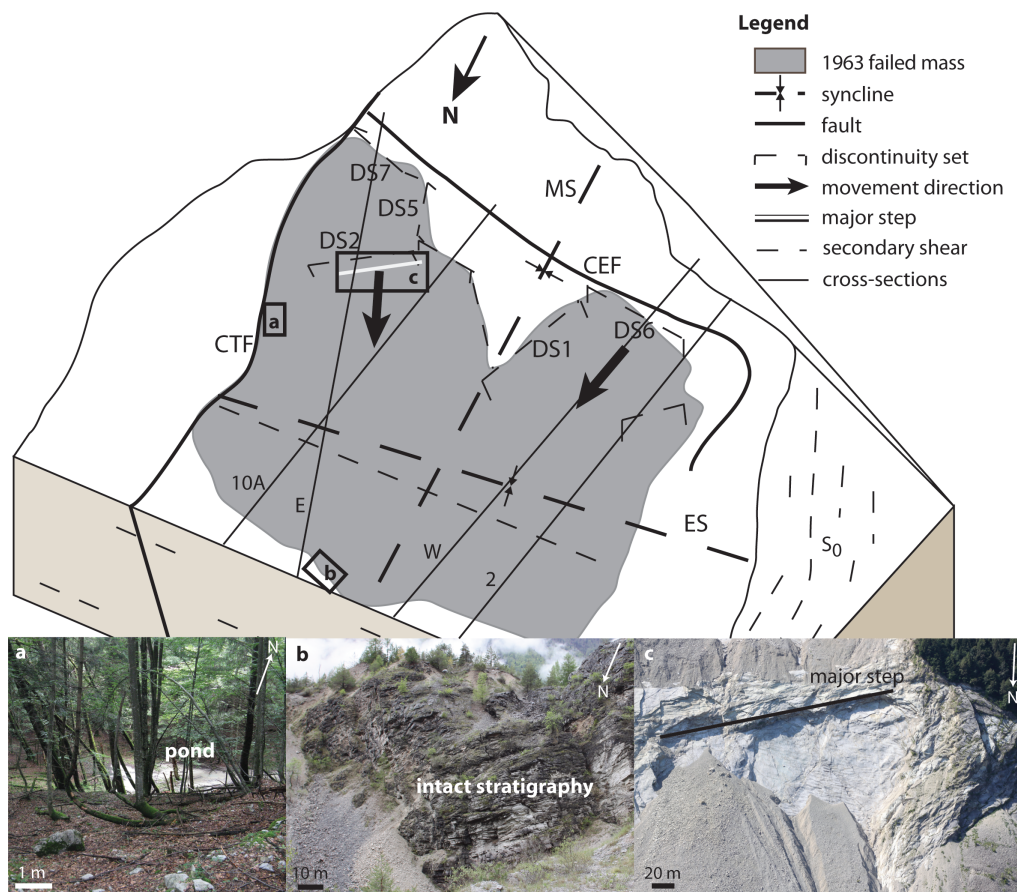 Legend
1963 failed mass
syncline
fault
discontinuity set
movement direction
major step
secondary shear
cross-sections
N
MS
DS7
DS5
DS2
c
CEF
a
CTF
DS1
DS6
10A
E
W
2
ES
S0
b
a
N
pond
1 m
b
N
intact stratigraphy
10 m
c
major step
N
20 m